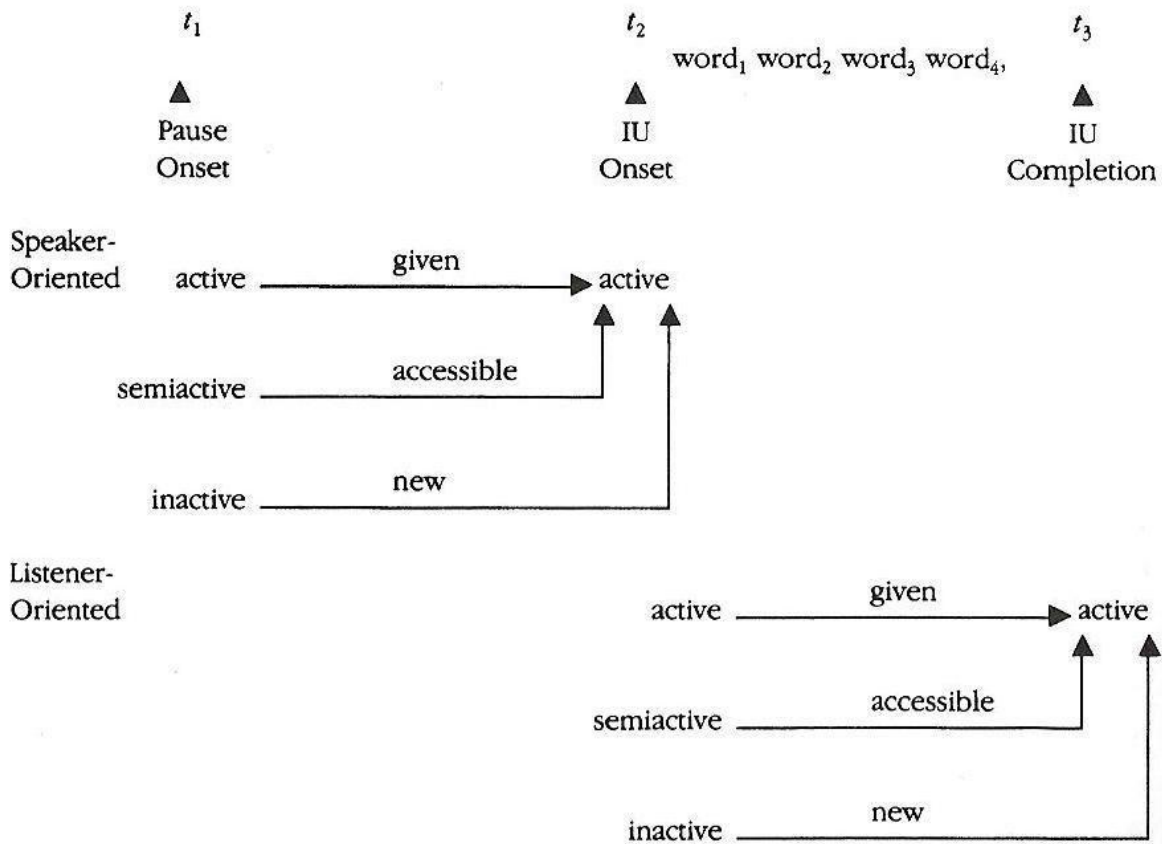 t₁ t₂ t₃
word₁ word₂ word₃ word₄,
Pause IU IU
Onset Onset Completion
Speaker-
Oriented active given active
semiactive accessible
inactive new
Listener-
Oriented active given active
semiactive accessible
inactive new